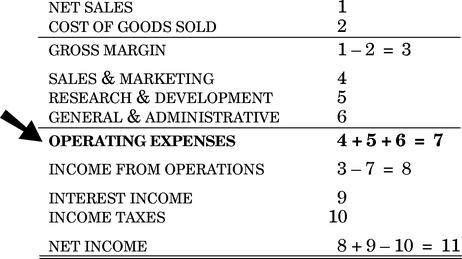 NET SALES 1
COST OF GOODS SOLD 2
GROSS MARGIN 1 – 2 = 3
SALES & MARKETING 4
RESEARCH & DEVELOPMENT 5
GENERAL & ADMINISTRATIVE 6
OPERATING EXPENSES 4 + 5 + 6 = 7
INCOME FROM OPERATIONS 3 – 7 = 8
INTEREST INCOME 9
INCOME TAXES 10
NET INCOME 8 + 9 – 10 = 11